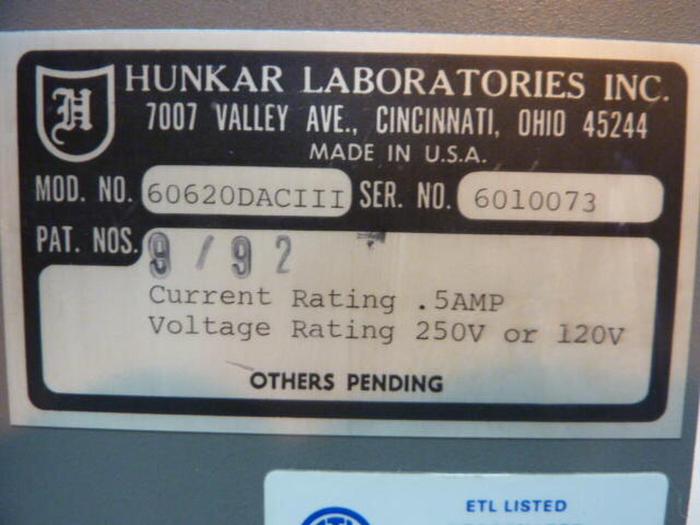 H HUNKAR LABORATORIES INC.
7007 VALLEY AVE., CINCINNATI, OHIO 45244
MADE IN U.S.A.
MOD. NO. 60620DACIII SER. NO. 6010073
PAT. NOS. 9/92
Current Rating .5AMP
Voltage Rating 250V or 120V
OTHERS PENDING
ETL LISTED